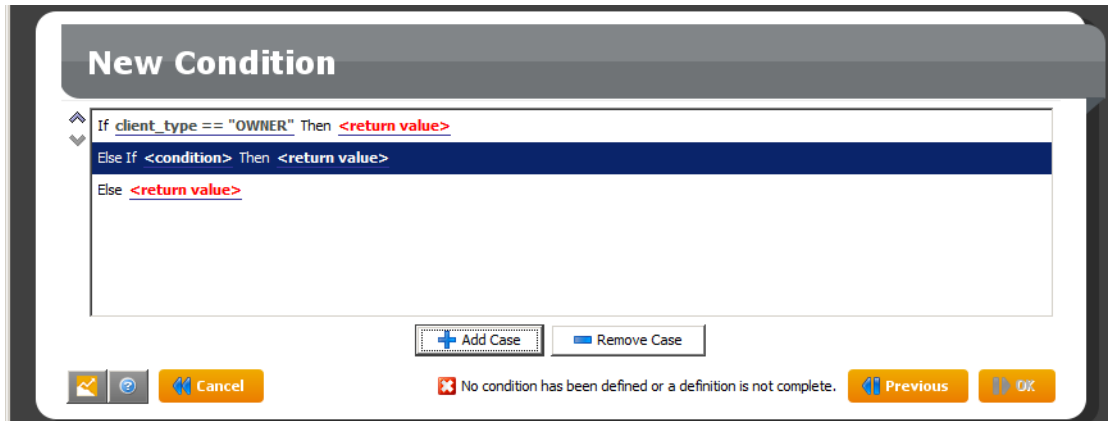 New Condition
If client_type == "OWNER" Then <return value>
Else If <condition> Then <return value>
Else <return value>
Add Case Remove Case
Cancel No condition has been defined or a definition is not complete. Previous OK